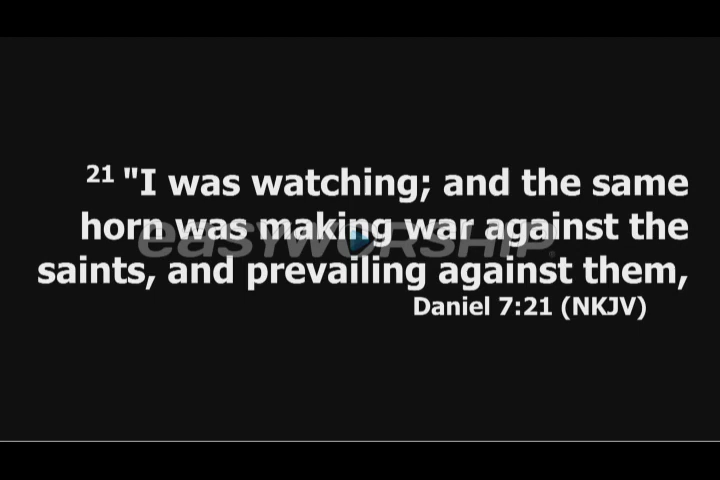 21 "I was watching; and the same
horn was making war against the
saints, and prevailing against them,
Daniel 7:21 (NKJV)
easyworship